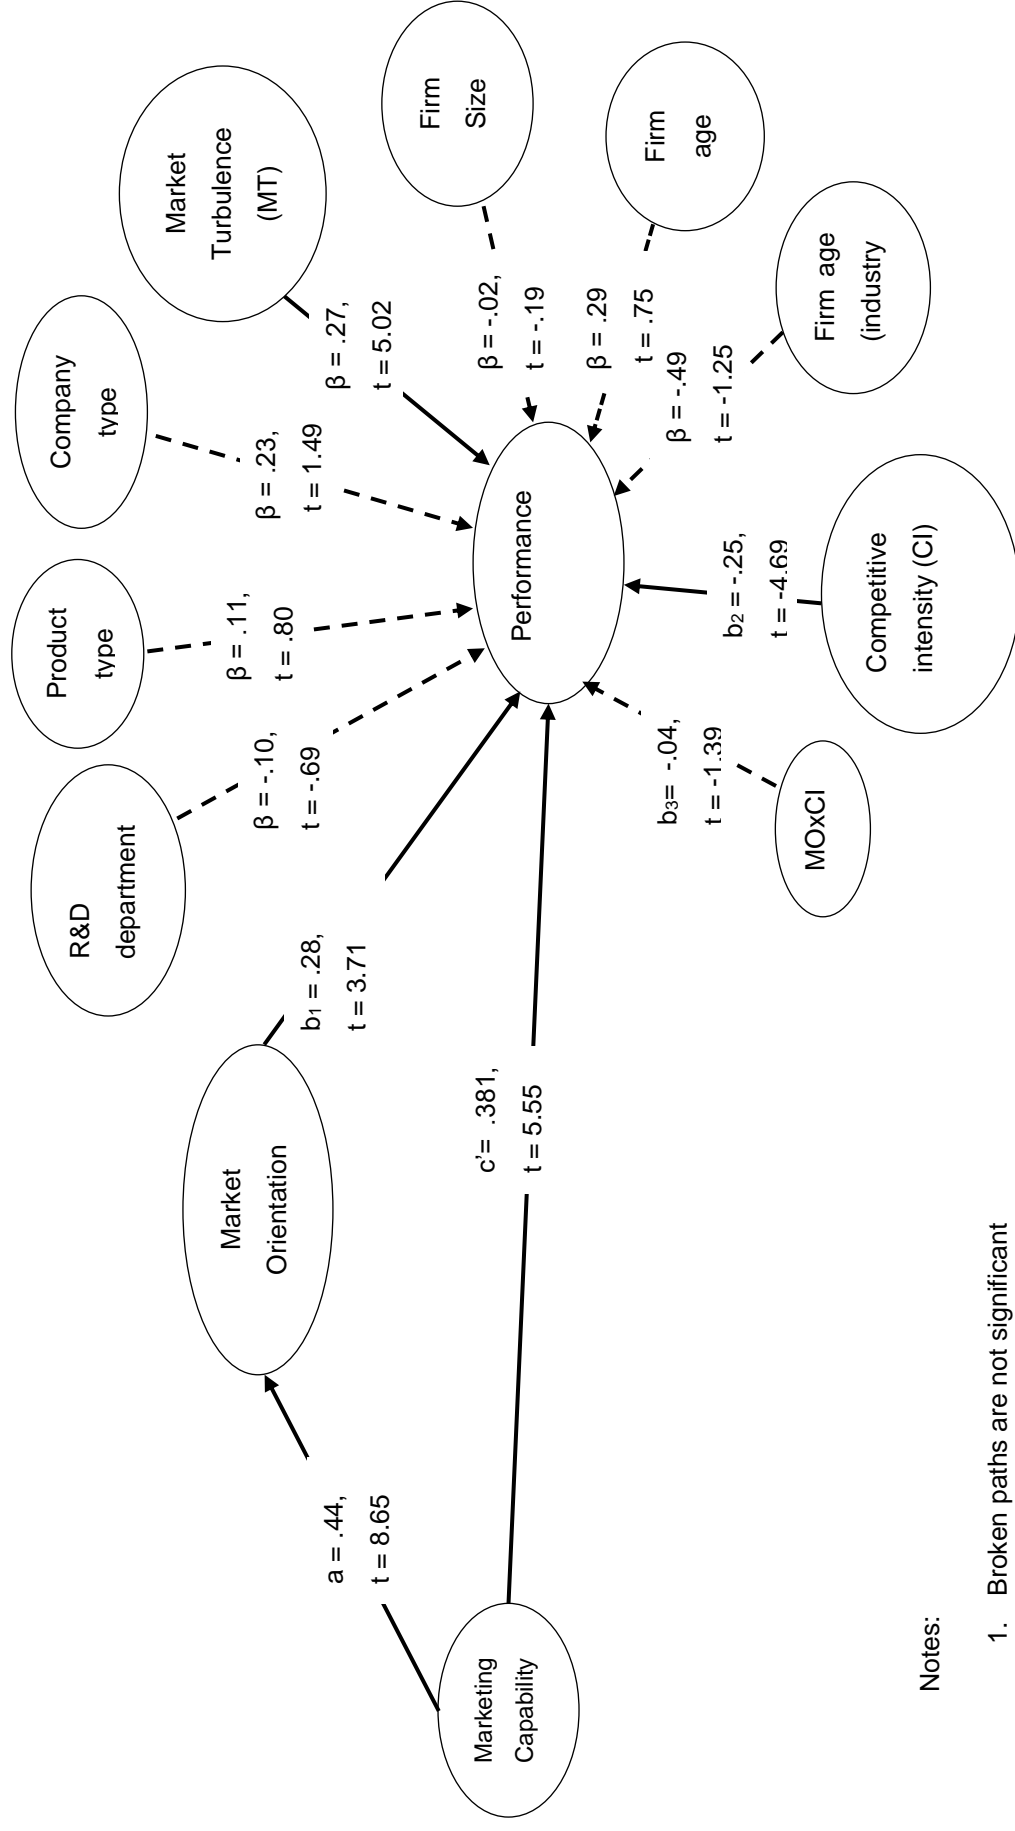 R&D
department
Product
type
Company
type
Market
Turbulence
(MT)
Firm
Size
Firm
age
Firm age
(industry
Competitive
intensity (CI)
MOxCI
Market
Orientation
Marketing
Capability
Performance
a = .44,
t = 8.65
b1 = .28,
t = 3.71
c'= .381,
t = 5.55
β = -.10,
t = -.69
β = .11,
t = .80
β = .23,
t = 1.49
β = .27,
t = 5.02
β = -.02,
t = -.19
β = .29
t = .75
β = -.49
t = -1.25
b2 = -.25,
t = -4.69
b3= -.04,
t = -1.39
Notes:
1. Broken paths are not significant